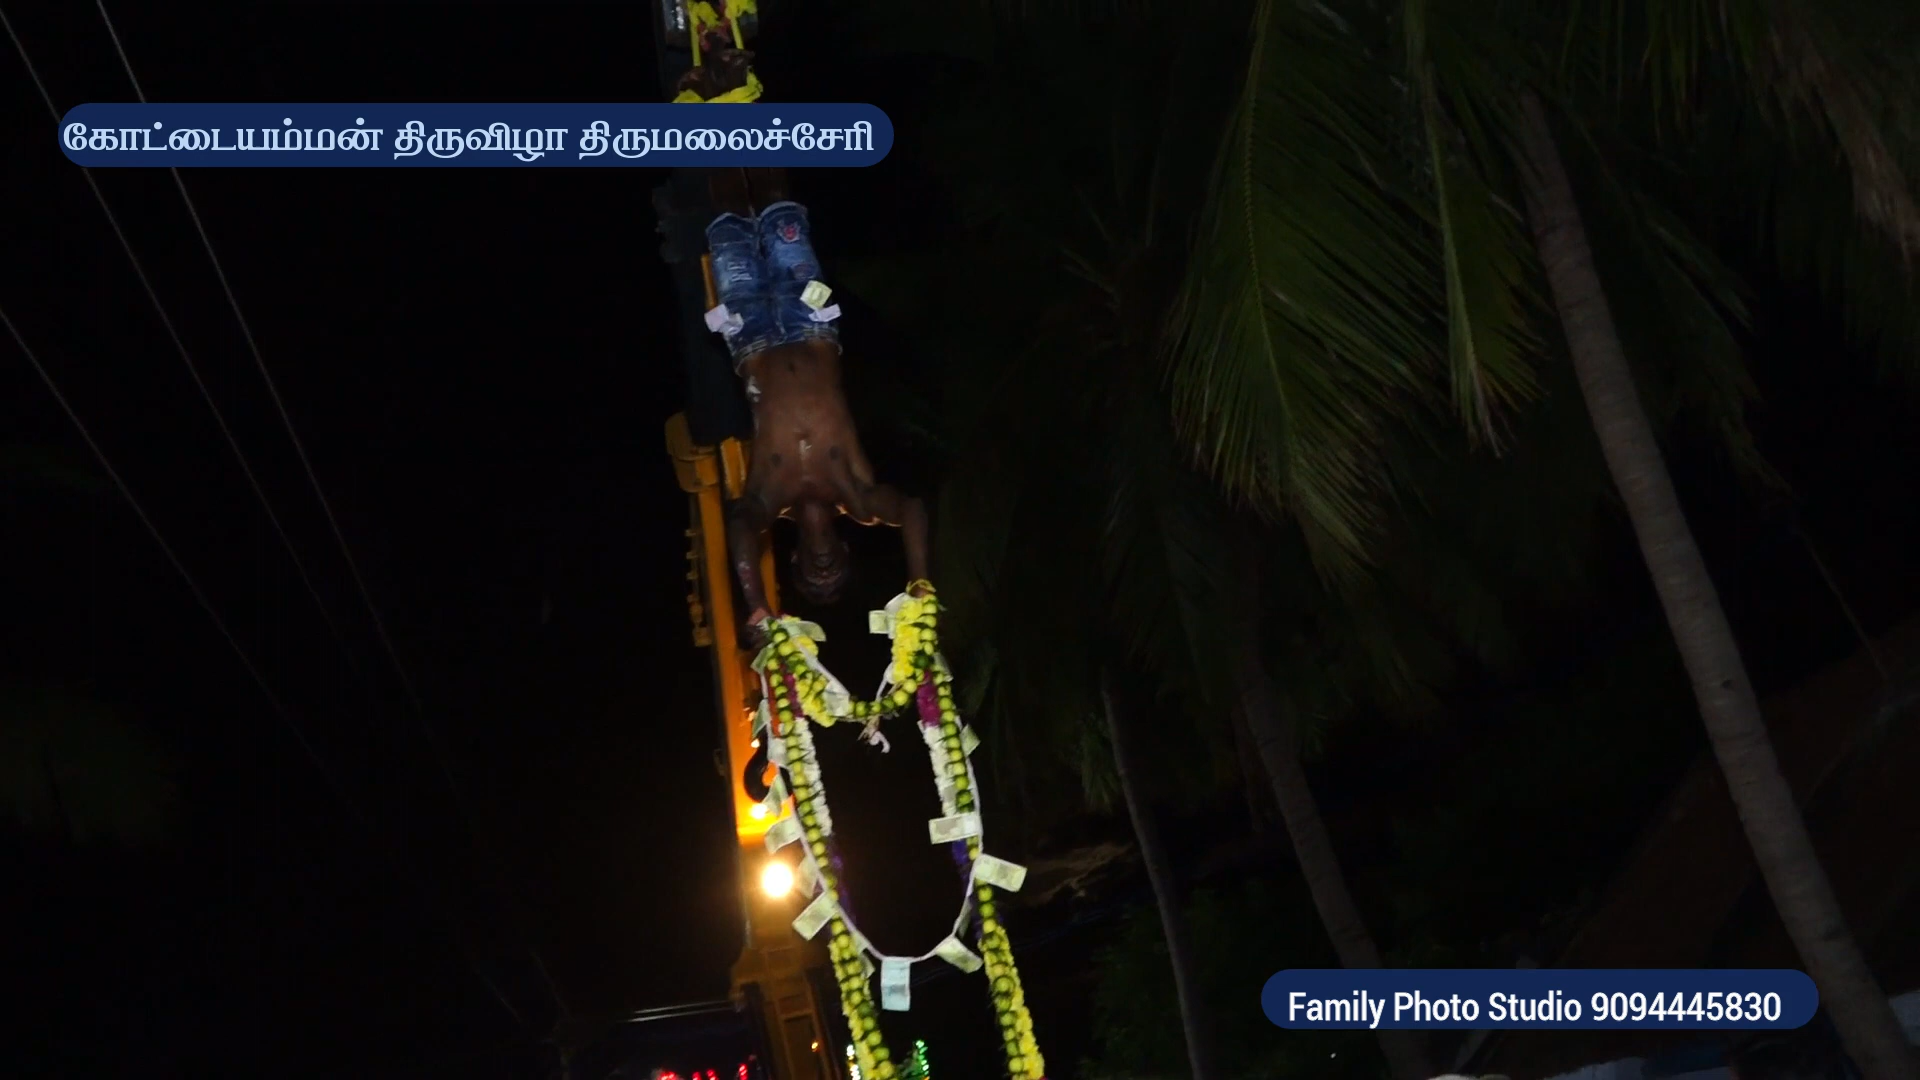 கோட்டையம்மன் திருவிழா திருமலைச்சேரி
Family Photo Studio 9094445830